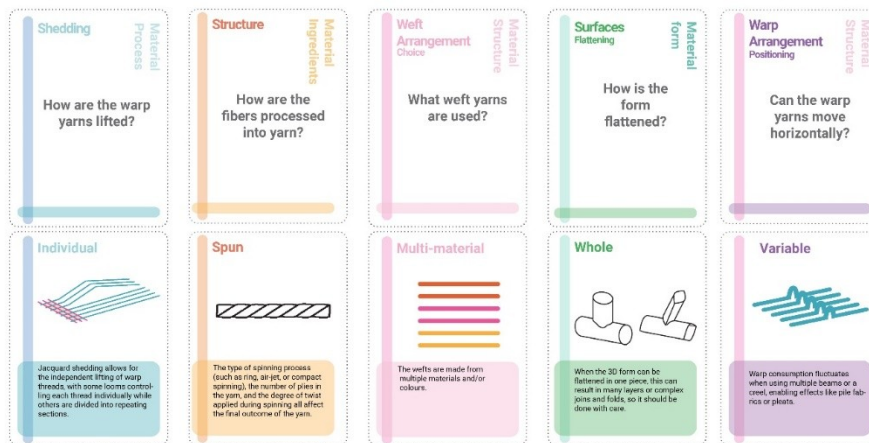 Shedding
Material
Process
How are the warp
yarns lifted?
Structure
Material
Ingredients
How are the
fibers processed
into yarn?
Weft
Arrangement
Choice
Material
Structure
What weft yarns
are used?
Surfaces
Flattening
Material
form
How is the
form
flattened?
Warp
Arrangement
Positioning
Material
Structure
Can the warp
yarns move
horizontally?
Individual
Jacquard shedding allows for
the independent lifting of warp
threads, with some looms control-
ling each thread individually while
others are divided into repeating
sections.
Spun
The type of spinning process
(such as ring, air-jet, or compact
spinning), the number of plies in
the yarn, and the degree of twist
applied during spinning all affect
the final outcome of the yarn.
Multi-material
The wefts are made from
multiple materials and/or
colours.
Whole
When the 3D form can be
flattened in one piece, this can
result in many layers or complex
joins and folds, so it should be
done with care.
Variable
Warp consumption fluctuates
when using multiple beams or a
creel, enabling effects like pile fab-
rics or pleats.